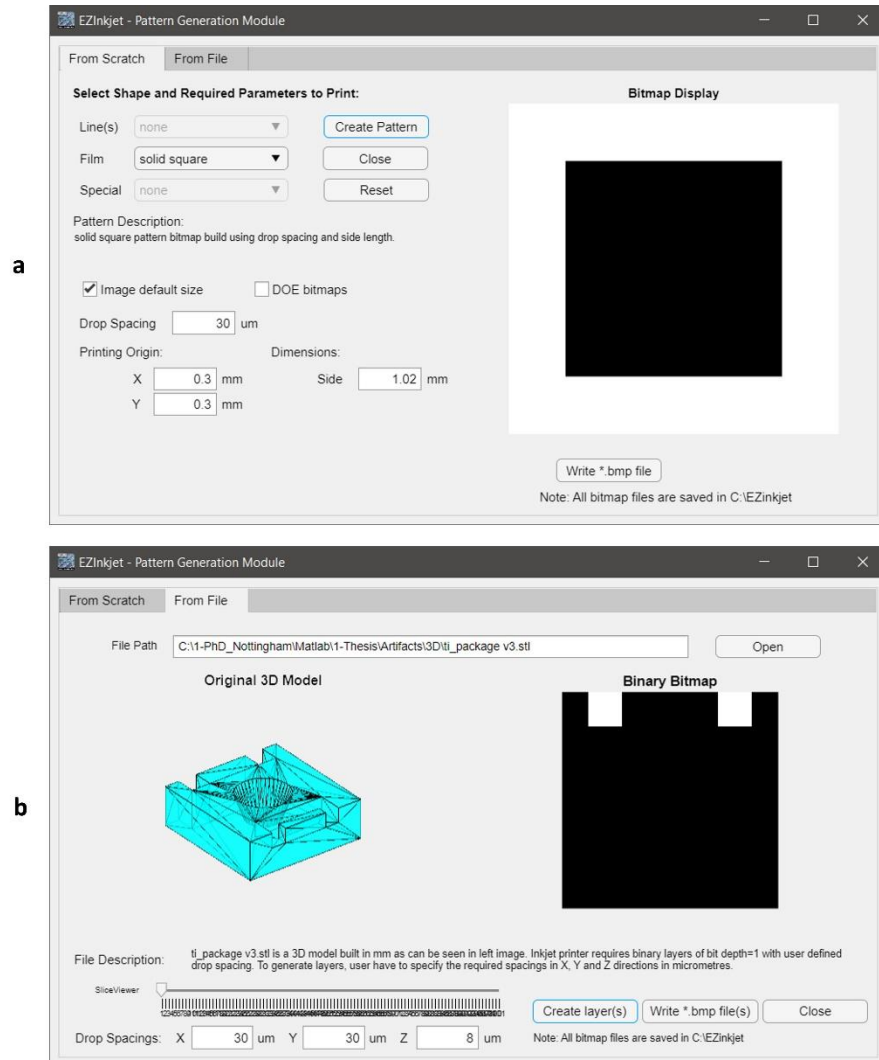 EZInkjet - Pattern Generation Module
From Scratch From File
Select Shape and Required Parameters to Print:
Bitmap Display
Line(s) none Create Pattern
Film solid square Close
Special none Reset
Pattern Description:
solid square pattern bitmap build using drop spacing and side length.
a
Image default size DOE bitmaps
Drop Spacing 30 um
Printing Origin: Dimensions:
X 0.3 mm Side 1.02 mm
Y 0.3 mm
Write *.bmp file
Note: All bitmap files are saved in C:\EZinkjet
EZInkjet - Pattern Generation Module
From Scratch From File
File Path C:\1-PhD_Nottingham\Matlab\1-Thesis\Artifacts\3D\ti_package v3.stl Open
Original 3D Model Binary Bitmap
b
File Description: ti_package v3.stl is a 3D model built in mm as can be seen in left image. Inkjet printer requires binary layers of bit depth=1 with user defined
drop spacing. To generate layers, user have to specify the required spacings in X, Y and Z directions in micrometres.
SliceViewer
Create layer(s) Write *.bmp file(s) Close
Drop Spacings: X 30 um Y 30 um Z 8 um Note: All bitmap files are saved in C:\EZinkjet